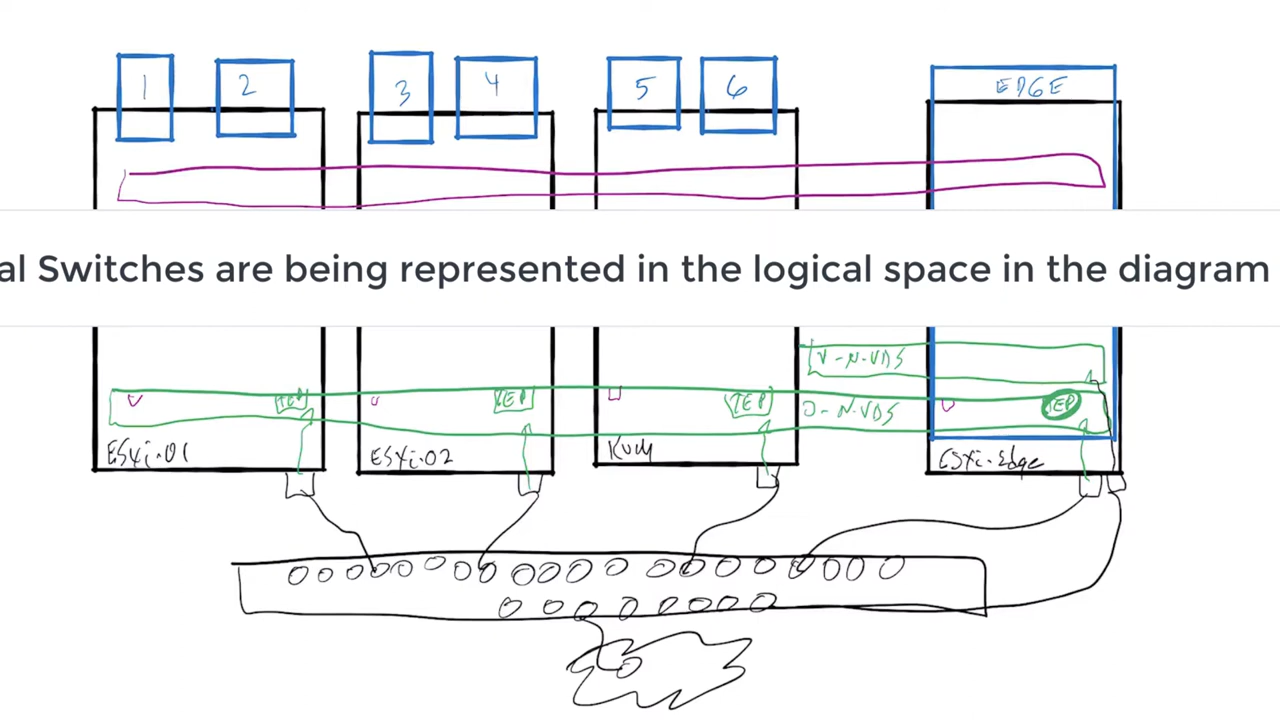 1
2
3
4
5
6
EDGE
al Switches are being represented in the logical space in the diagram
V-N-VDS
TEP
TEP
TEP
O-N-VDS
TEP
ESXi-01
ESXi-02
KVM
ESXi-Edge